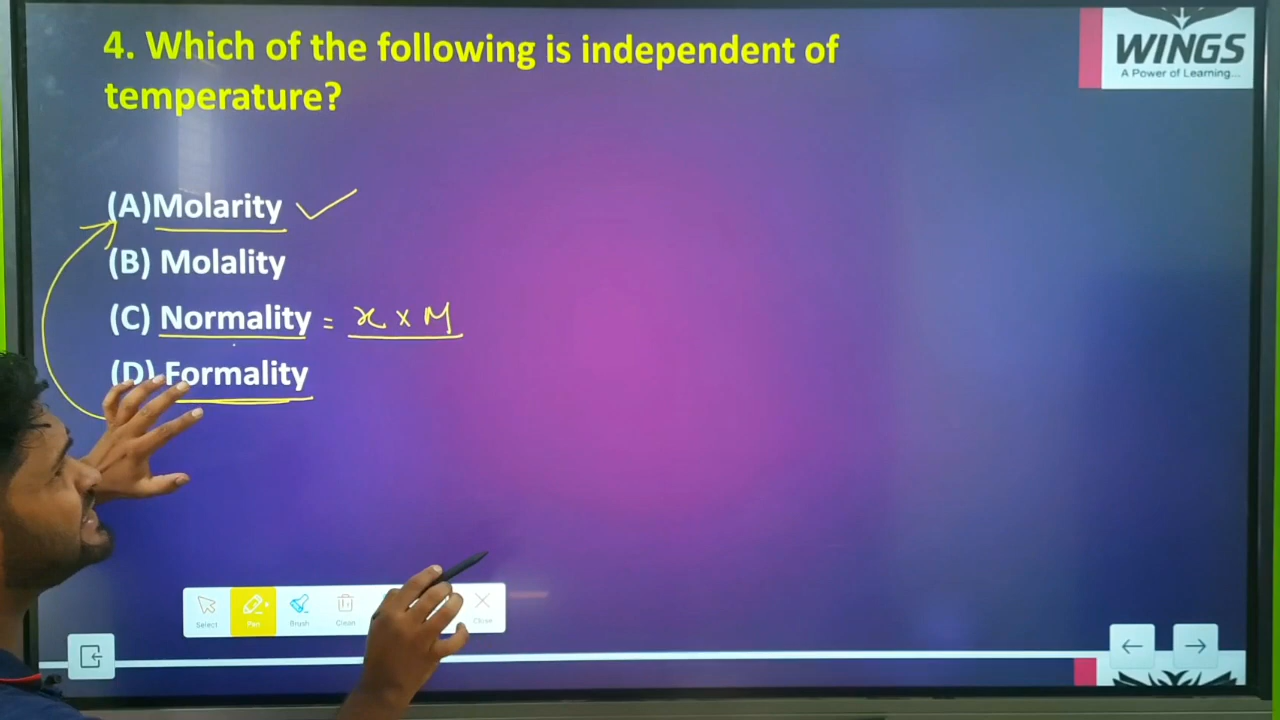 4. Which of the following is independent of
temperature?
WINGS
A Power of Learning...
(A)Molarity
(B) Molality
(C) Normality = x × M
(D) Formality
Select
Pen
Brush
Clean
Close